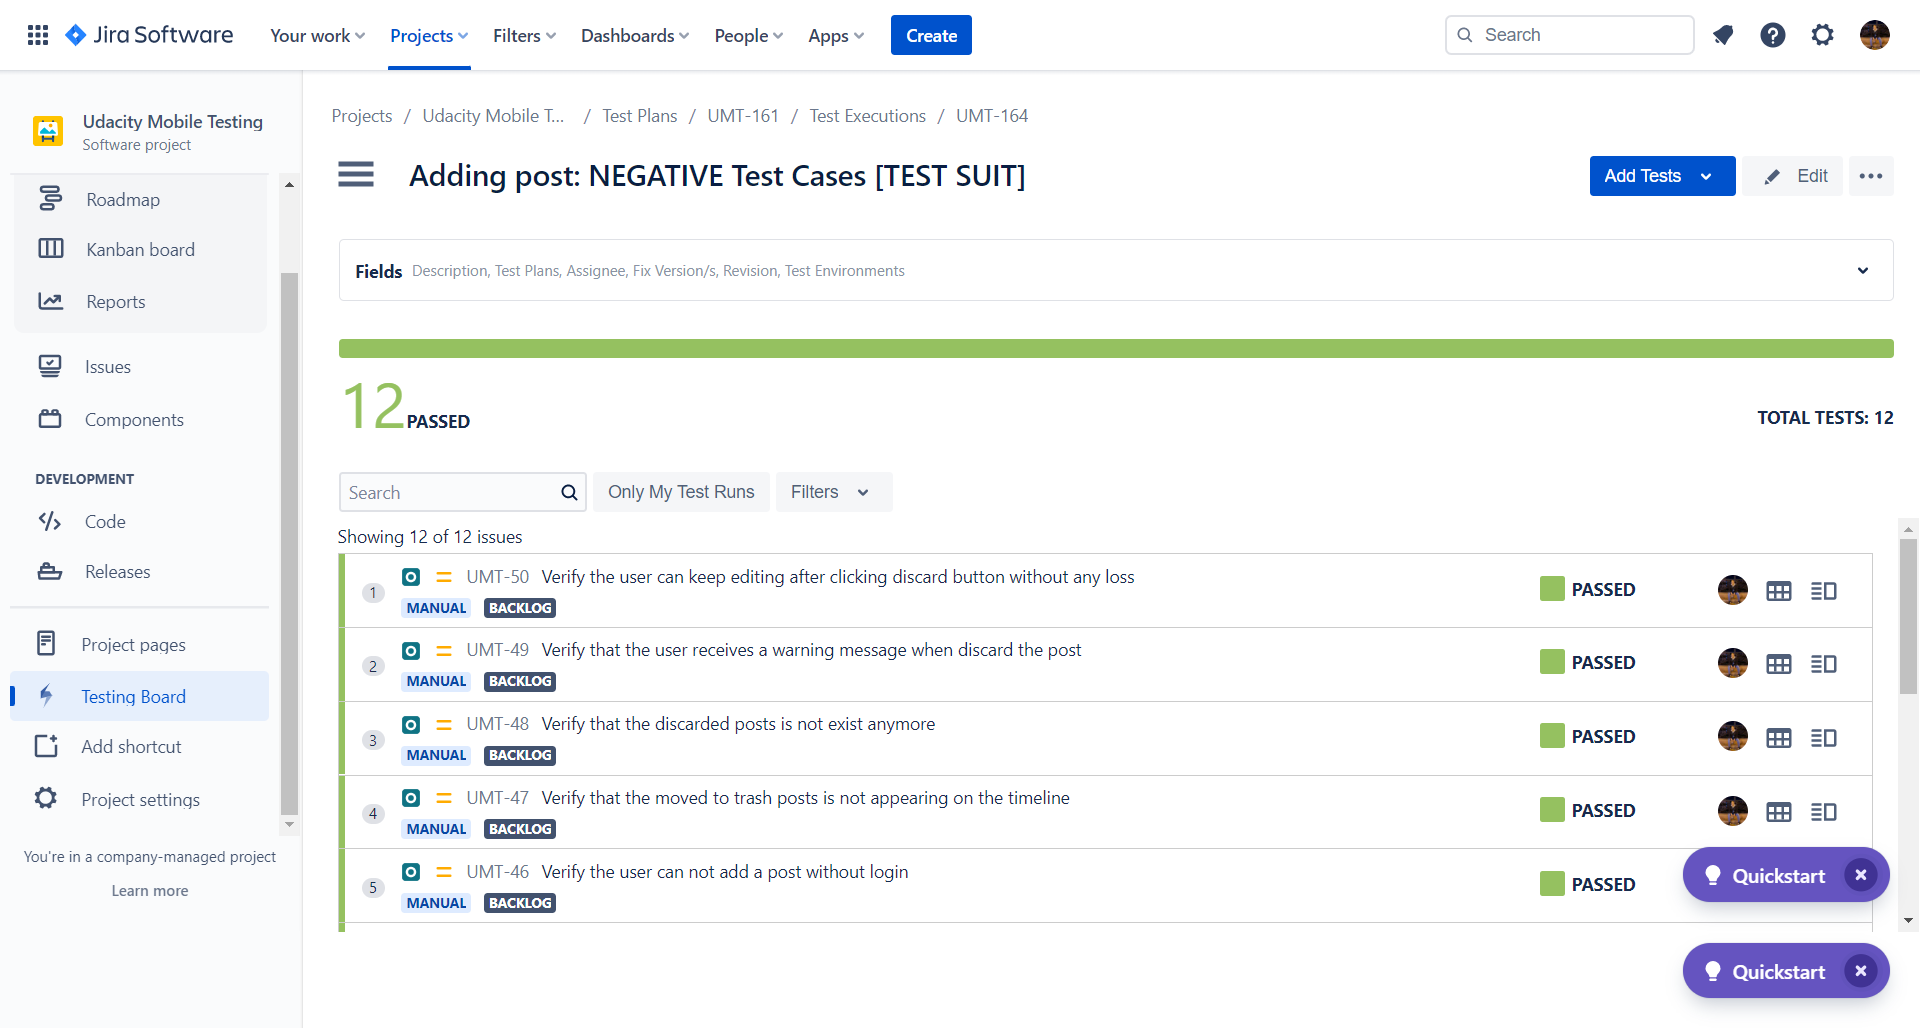 Jira Software
Your work
Projects
Filters
Dashboards
People
Apps
Create
Search
Udacity Mobile Testing
Software project
Roadmap
Kanban board
Reports
Issues
Components
DEVELOPMENT
Code
Releases
Project pages
Testing Board
Add shortcut
Project settings
You're in a company-managed project
Learn more
Projects / Udacity Mobile T... / Test Plans / UMT-161 / Test Executions / UMT-164
Adding post: NEGATIVE Test Cases [TEST SUIT]
Add Tests
Edit
Fields Description, Test Plans, Assignee, Fix Version/s, Revision, Test Environments
12 PASSED
TOTAL TESTS: 12
Search
Only My Test Runs
Filters
Showing 12 of 12 issues
1 UMT-50 Verify the user can keep editing after clicking discard button without any loss PASSED
MANUAL BACKLOG
2 UMT-49 Verify that the user receives a warning message when discard the post PASSED
MANUAL BACKLOG
3 UMT-48 Verify that the discarded posts is not exist anymore PASSED
MANUAL BACKLOG
4 UMT-47 Verify that the moved to trash posts is not appearing on the timeline PASSED
MANUAL BACKLOG
5 UMT-46 Verify the user can not add a post without login PASSED
MANUAL BACKLOG
Quickstart
Quickstart